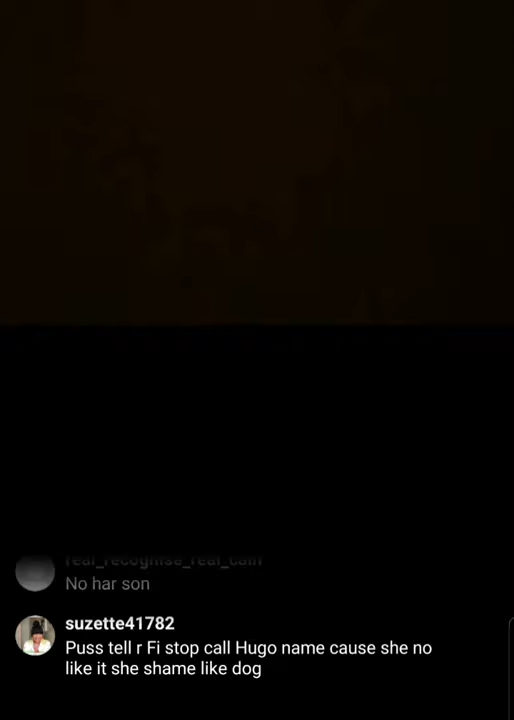 real_recognise_real_cain
No har son
suzette41782
Puss tell r Fi stop call Hugo name cause she no
like it she shame like dog